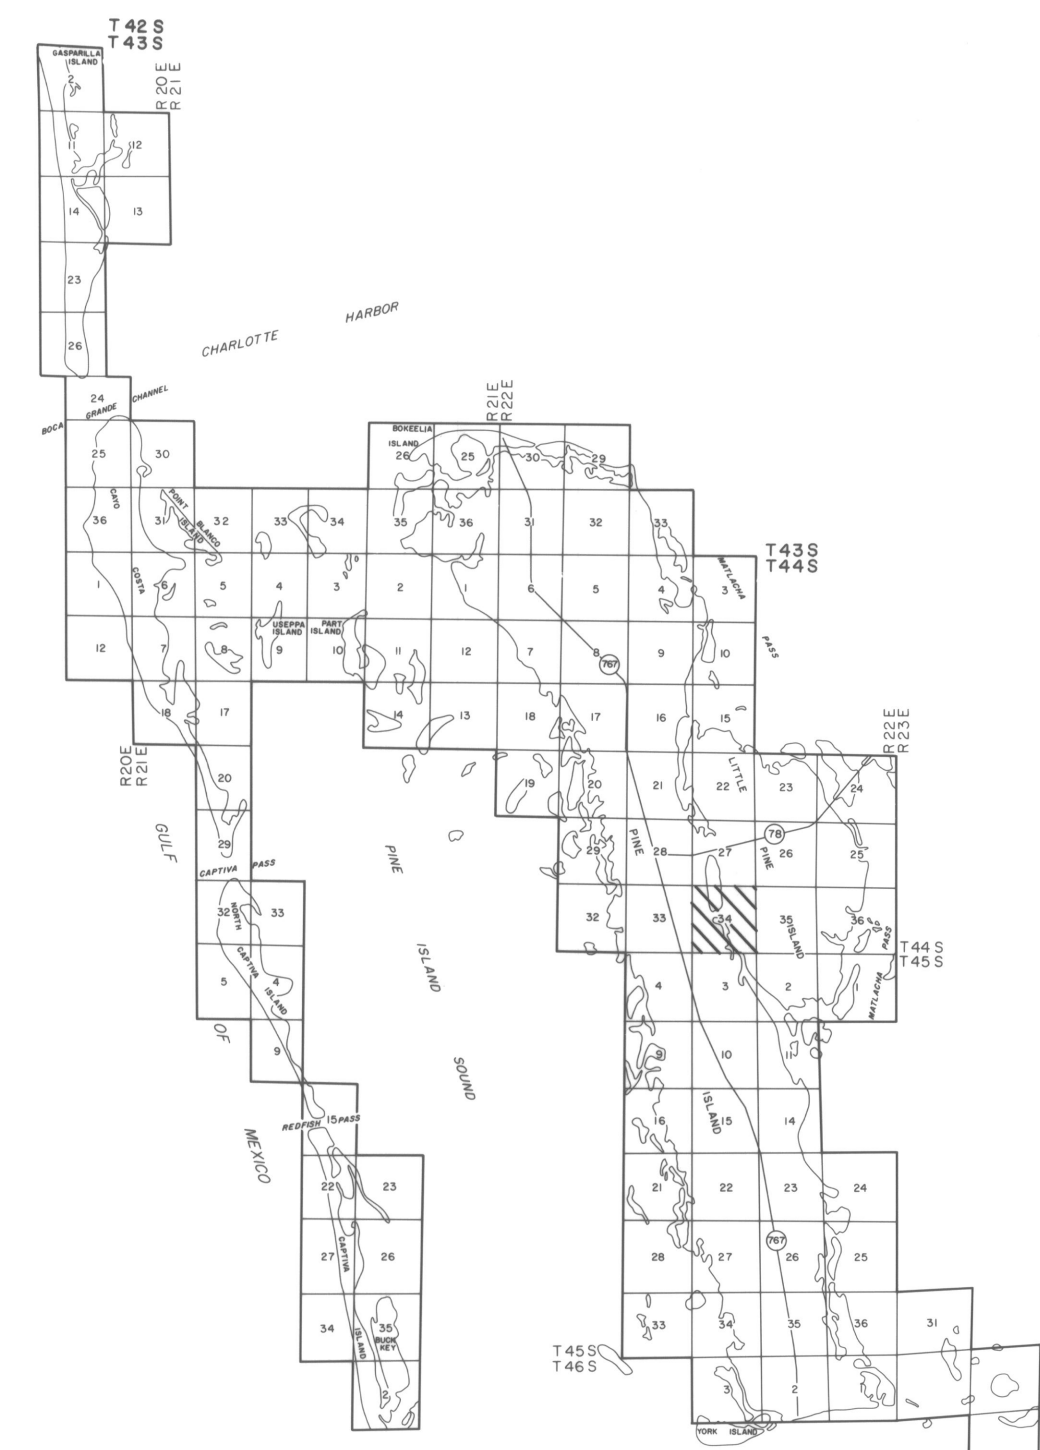 T 42 S
T 43 S
GASPARILLA
ISLAND
2
R 20 E
R 21 E
11
12
14
13
23
26
CHARLOTTE HARBOR
24
BOCA GRANDE CHANNEL
R 21 E
R 22 E
BOKEELIA
ISLAND
25
30
26
25
30
29
CAYO
COSTA
POINT BLANCO
ISLAND
36
31
32
33
34
35
36
31
32
33
T 43 S
T 44 S
1
6
5
4
3
2
1
6
5
4
3
MATLACHA
PASS
USEPPA
ISLAND
PART
ISLAND
12
7
8
9
10
11
12
7
8
767
9
10
18
17
14
13
18
17
16
15
R 20 E
R 21 E
R 22 E
R 23 E
20
19
20
21
22
23
24
LITTLE
PINE
ISLAND
29
29
28
27
78
26
25
GULF
OF
MEXICO
PINE
ISLAND
SOUND
PINE
ISLAND
CAPTIVA PASS
32
33
32
33
34
35
36
NORTH
CAPTIVA
ISLAND
T 44 S
T 45 S
MATLACHA
PASS
5
4
4
3
2
1
9
9
10
11
REDFISH PASS
15
16
15
14
22
23
21
22
23
24
27
26
28
27
767
26
25
CAPTIVA
ISLAND
34
35
BUCK
KEY
33
34
35
36
31
T 45 S
T 46 S
2
3
2
1
YORK ISLAND